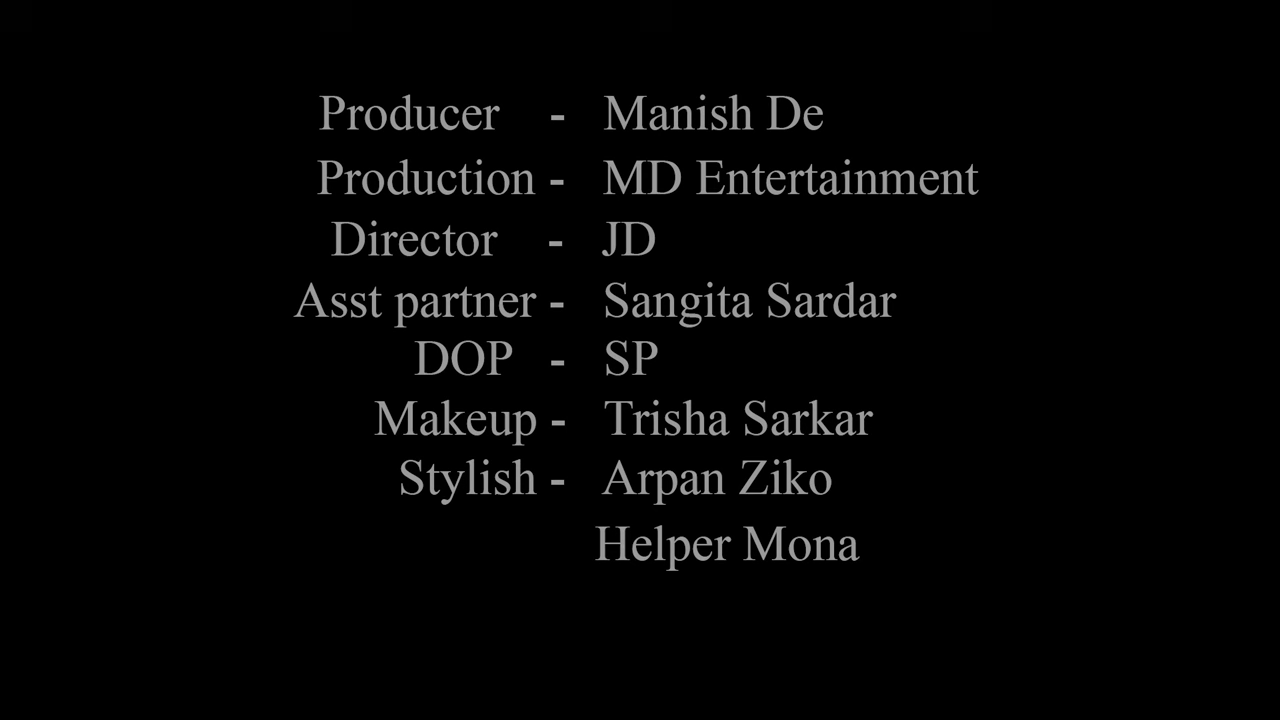 Producer - Manish De
Production - MD Entertainment
Director - JD
Asst partner - Sangita Sardar
DOP - SP
Makeup - Trisha Sarkar
Stylish - Arpan Ziko
Helper Mona